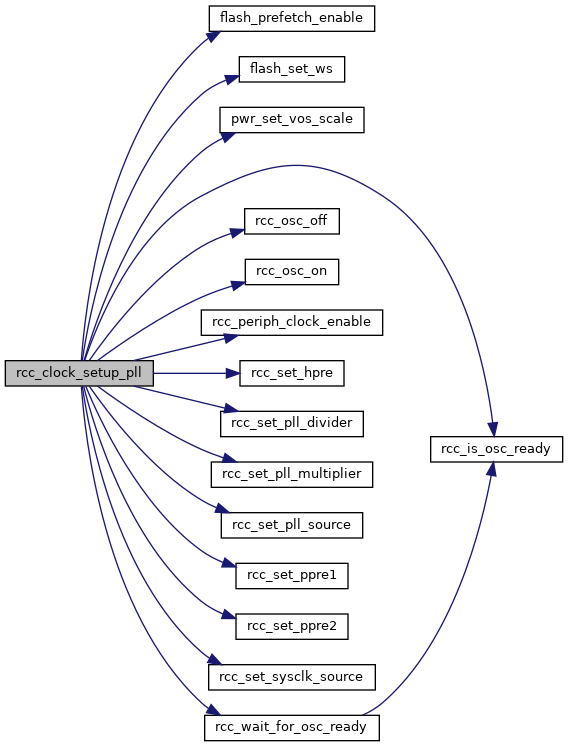 flash_prefetch_enable
flash_set_ws
pwr_set_vos_scale
rcc_osc_off
rcc_osc_on
rcc_periph_clock_enable
rcc_clock_setup_pll
rcc_set_hpre
rcc_set_pll_divider
rcc_is_osc_ready
rcc_set_pll_multiplier
rcc_set_pll_source
rcc_set_ppre1
rcc_set_ppre2
rcc_set_sysclk_source
rcc_wait_for_osc_ready